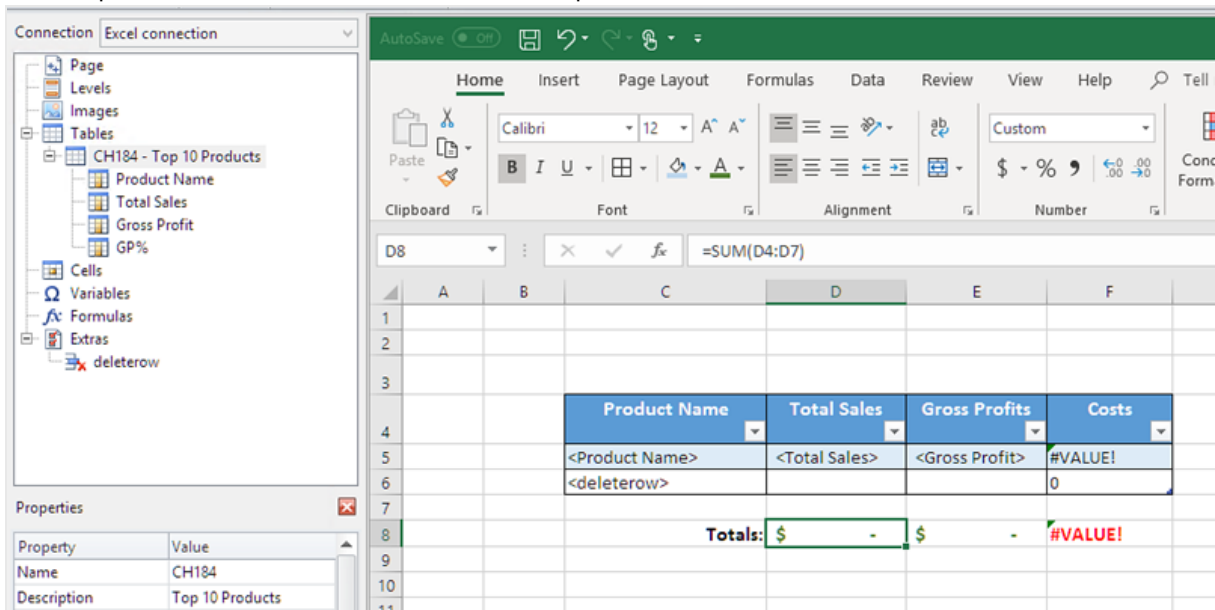 Connection Excel connection
Page
Levels
Images
Tables
CH184 - Top 10 Products
Product Name
Total Sales
Gross Profit
GP%
Cells
Variables
Formulas
Extras
deleterow
Properties
Property Value
Name CH184
Description Top 10 Products
AutoSave Off
Home Insert Page Layout Formulas Data Review View Help Tell
Paste Calibri 12 Custom
B I U $ % Cond
Form
Clipboard Font Alignment Number
D8 fx =SUM(D4:D7)
A B C D E F
1
2
3
4 Product Name Total Sales Gross Profits Costs
5 <Product Name> <Total Sales> <Gross Profit> #VALUE!
6 <deleterow> 0
7
8 Totals: $ - $ - #VALUE!
9
10